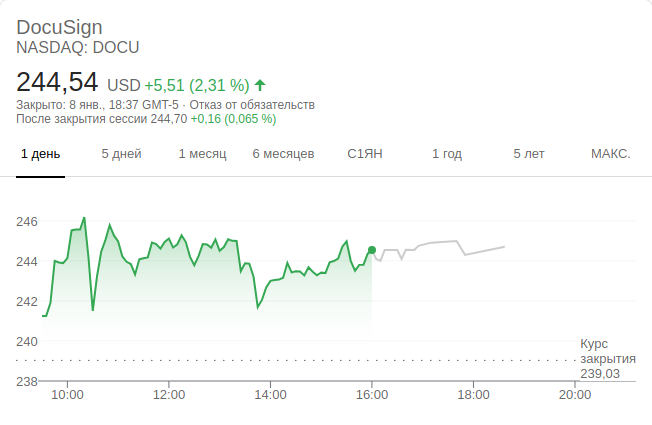 DocuSign
NASDAQ: DOCU
244,54 USD +5,51 (2,31 %)
Закрыто: 8 янв., 18:37 GMT-5 · Отказ от обязательств
После закрытия сессии 244,70 +0,16 (0,065 %)
1 день 5 дней 1 месяц 6 месяцев С1ЯН 1 год 5 лет МАКС.
246
244
242
240
Курс
закрытия
239,03
238
10:00 12:00 14:00 16:00 18:00 20:00